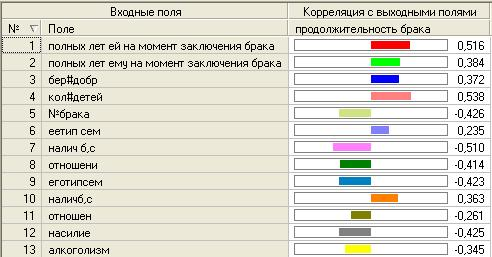 Входные поля Корреляция с выходными полями
№ Поле продолжительность брака
1 полных лет ей на момент заключения брака 0,516
2 полных лет ему на момент заключения брака 0,384
3 бер#добр 0,372
4 кол#детей 0,538
5 №брака -0,426
6 еетип сем 0,235
7 налич б,с -0,510
8 отношени -0,414
9 еготипсем -0,423
10 наличб,с 0,363
11 отношен -0,261
12 насилие -0,425
13 алкоголизм -0,345